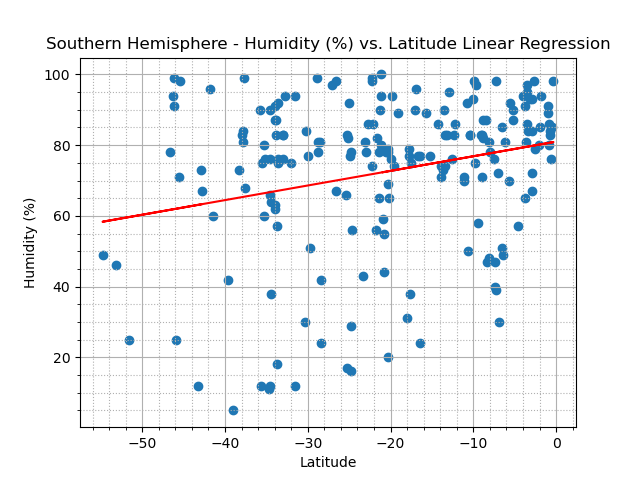 Southern Hemisphere - Humidity (%) vs. Latitude Linear Regression
100
80
60
40
20
Humidity (%)
−50 −40 −30 −20 −10 0
Latitude